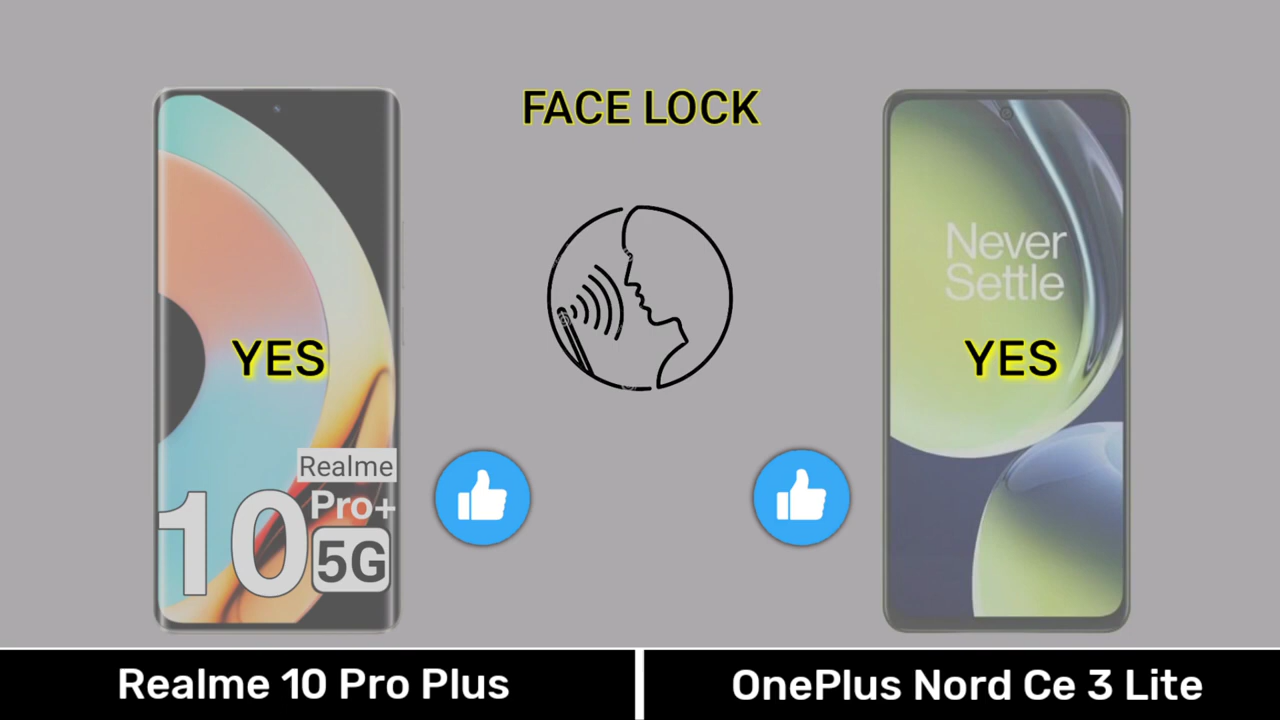 FACE LOCK
YES
Realme
10 Pro+
5G
Never
Settle
YES
Realme 10 Pro Plus
OnePlus Nord Ce 3 Lite